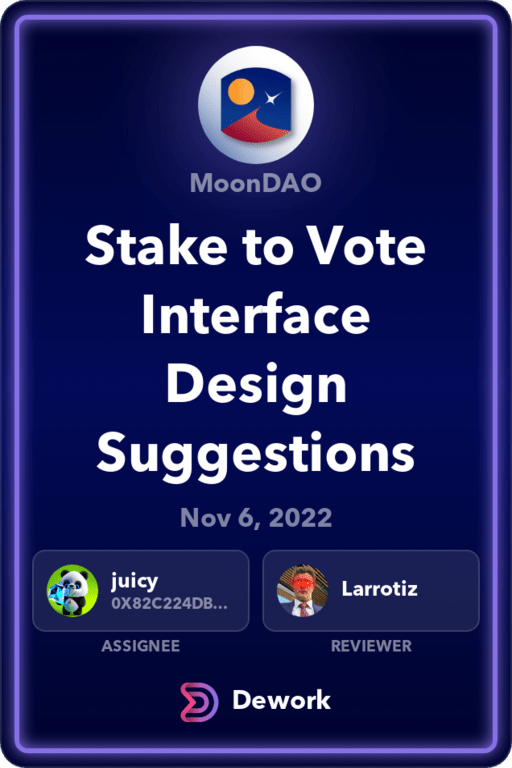 MoonDAO
Stake to Vote
Interface
Design
Suggestions
Nov 6, 2022
juicy
0X82C224DB...
Larrotiz
ASSIGNEE
REVIEWER
Dework